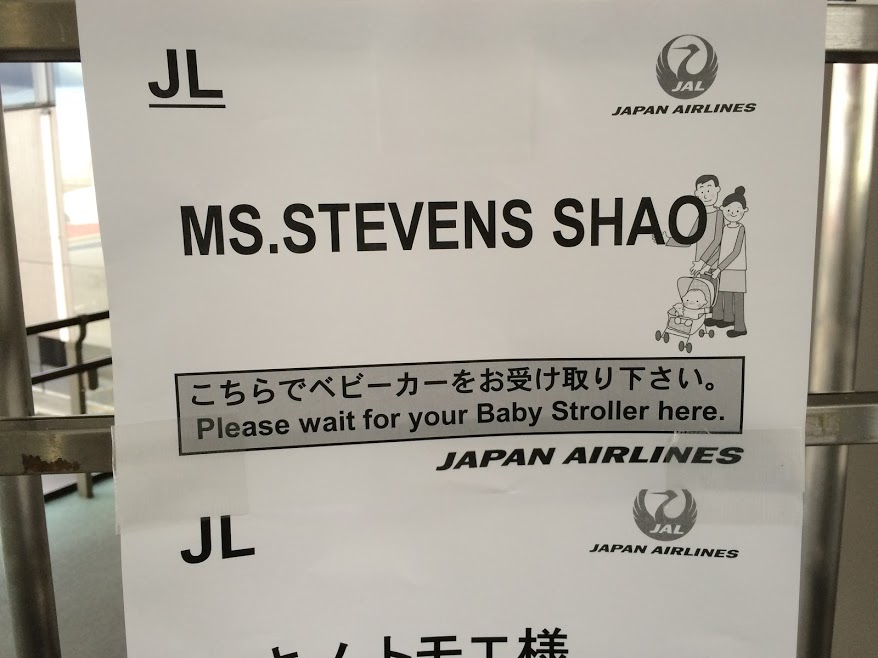 JL
JAL
JAPAN AIRLINES
MS.STEVENS SHAO
こちらでベビーカーをお受け取り下さい。
Please wait for your Baby Stroller here.
JAPAN AIRLINES
JL
JAL
JAPAN AIRLINES
様